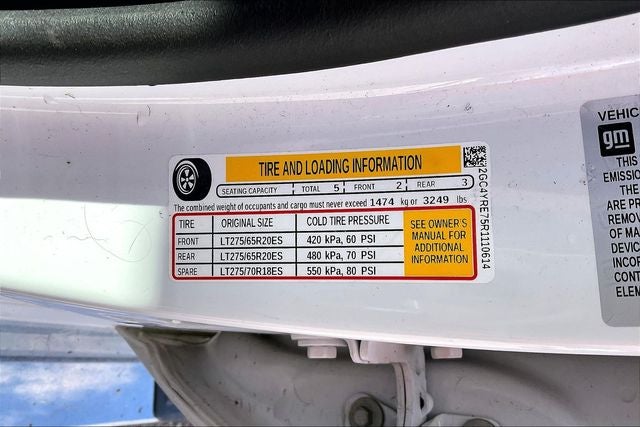 TIRE AND LOADING INFORMATION
SEATING CAPACITY TOTAL 5 FRONT 2 REAR 3
The combined weight of occupants and cargo must never exceed 1474 kg or 3249 lbs
TIRE ORIGINAL SIZE COLD TIRE PRESSURE
FRONT LT275/65R20ES 420 kPa, 60 PSI
REAR LT275/65R20ES 480 kPa, 70 PSI
SPARE LT275/70R18ES 550 kPa, 80 PSI
SEE OWNER'S
MANUAL FOR
ADDITIONAL
INFORMATION
2GC4YRE75R1110614
VEHIC
gm
THIS
EMISSIO
THE
ARE PR
REMOV
OF MA
DEVIC
INCOR
CONT
ELEM